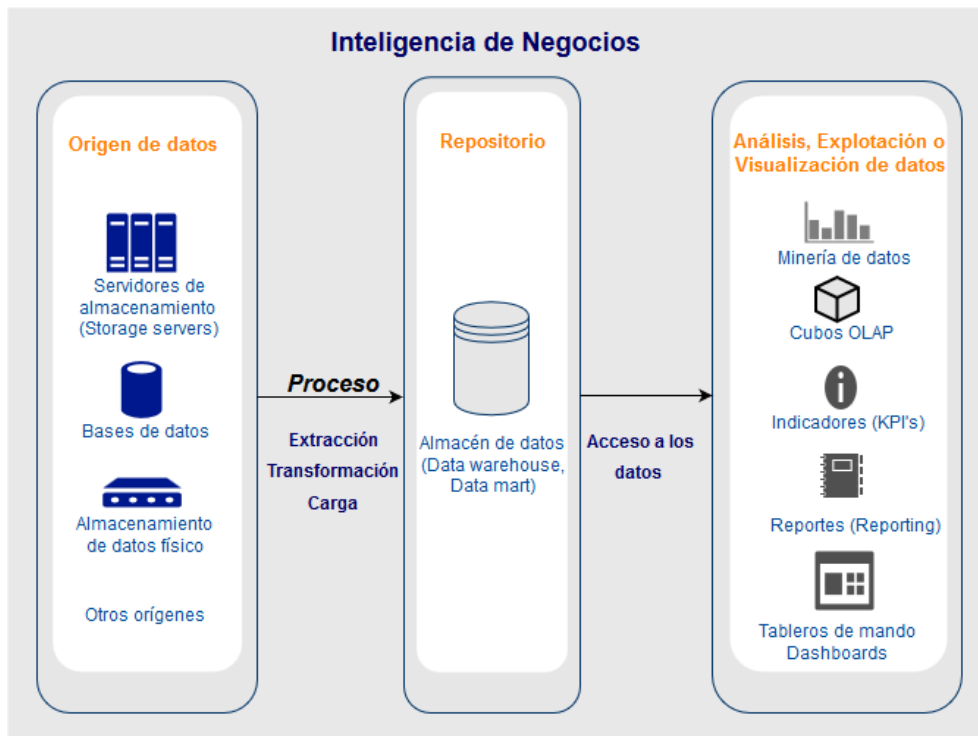 Inteligencia de Negocios
Origen de datos
Servidores de
almacenamiento
(Storage servers)
Bases de datos
Almacenamiento
de datos físico
Otros orígenes
Proceso
Extracción
Transformación
Carga
Repositorio
Almacén de datos
(Data warehouse,
Data mart)
Acceso a los
datos
Análisis, Explotación o
Visualización de datos
Minería de datos
Cubos OLAP
Indicadores (KPI's)
Reportes (Reporting)
Tableros de mando
Dashboards